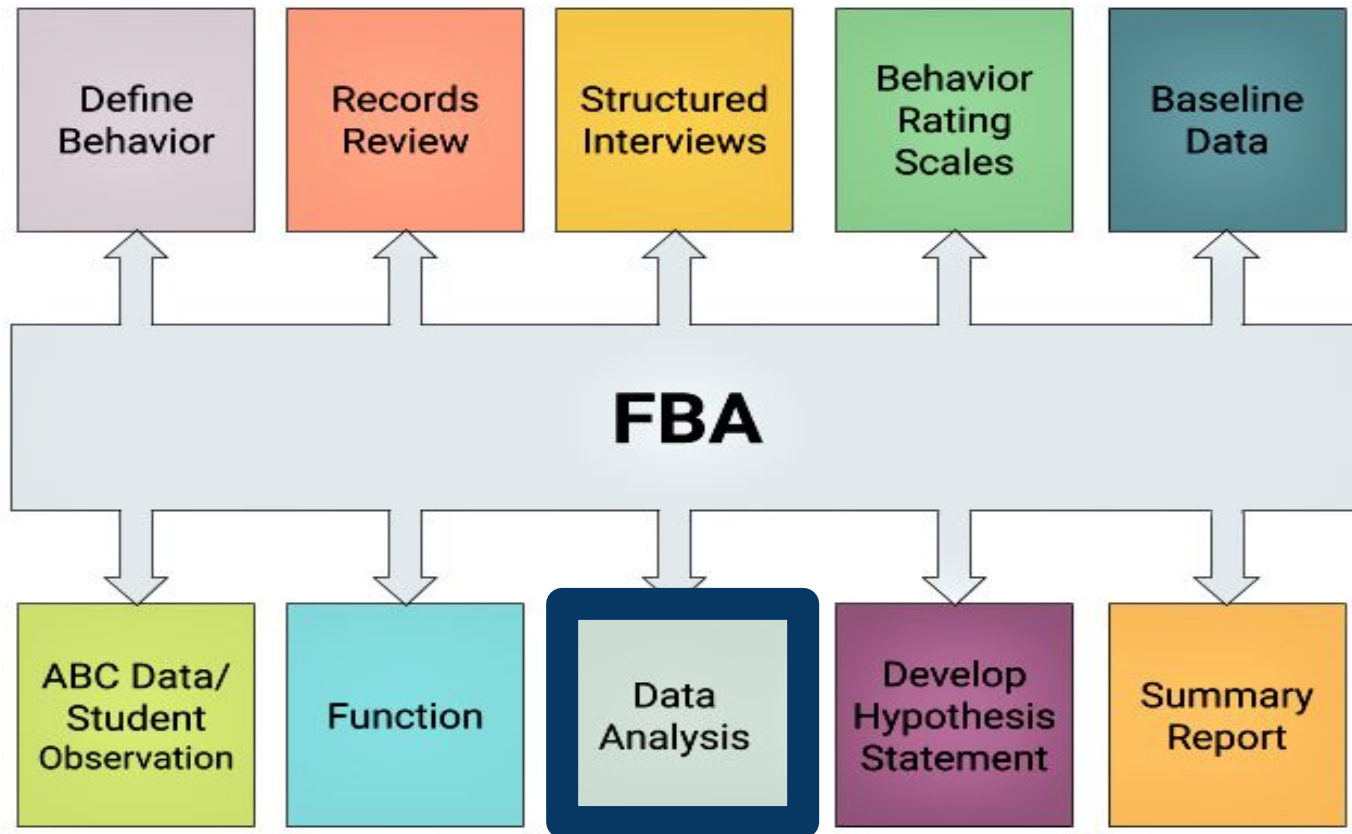 Define
Behavior
Records
Review
Structured
Interviews
Behavior
Rating
Scales
Baseline
Data
FBA
ABC Data/
Student
Observation
Function
Data
Analysis
Develop
Hypothesis
Statement
Summary
Report